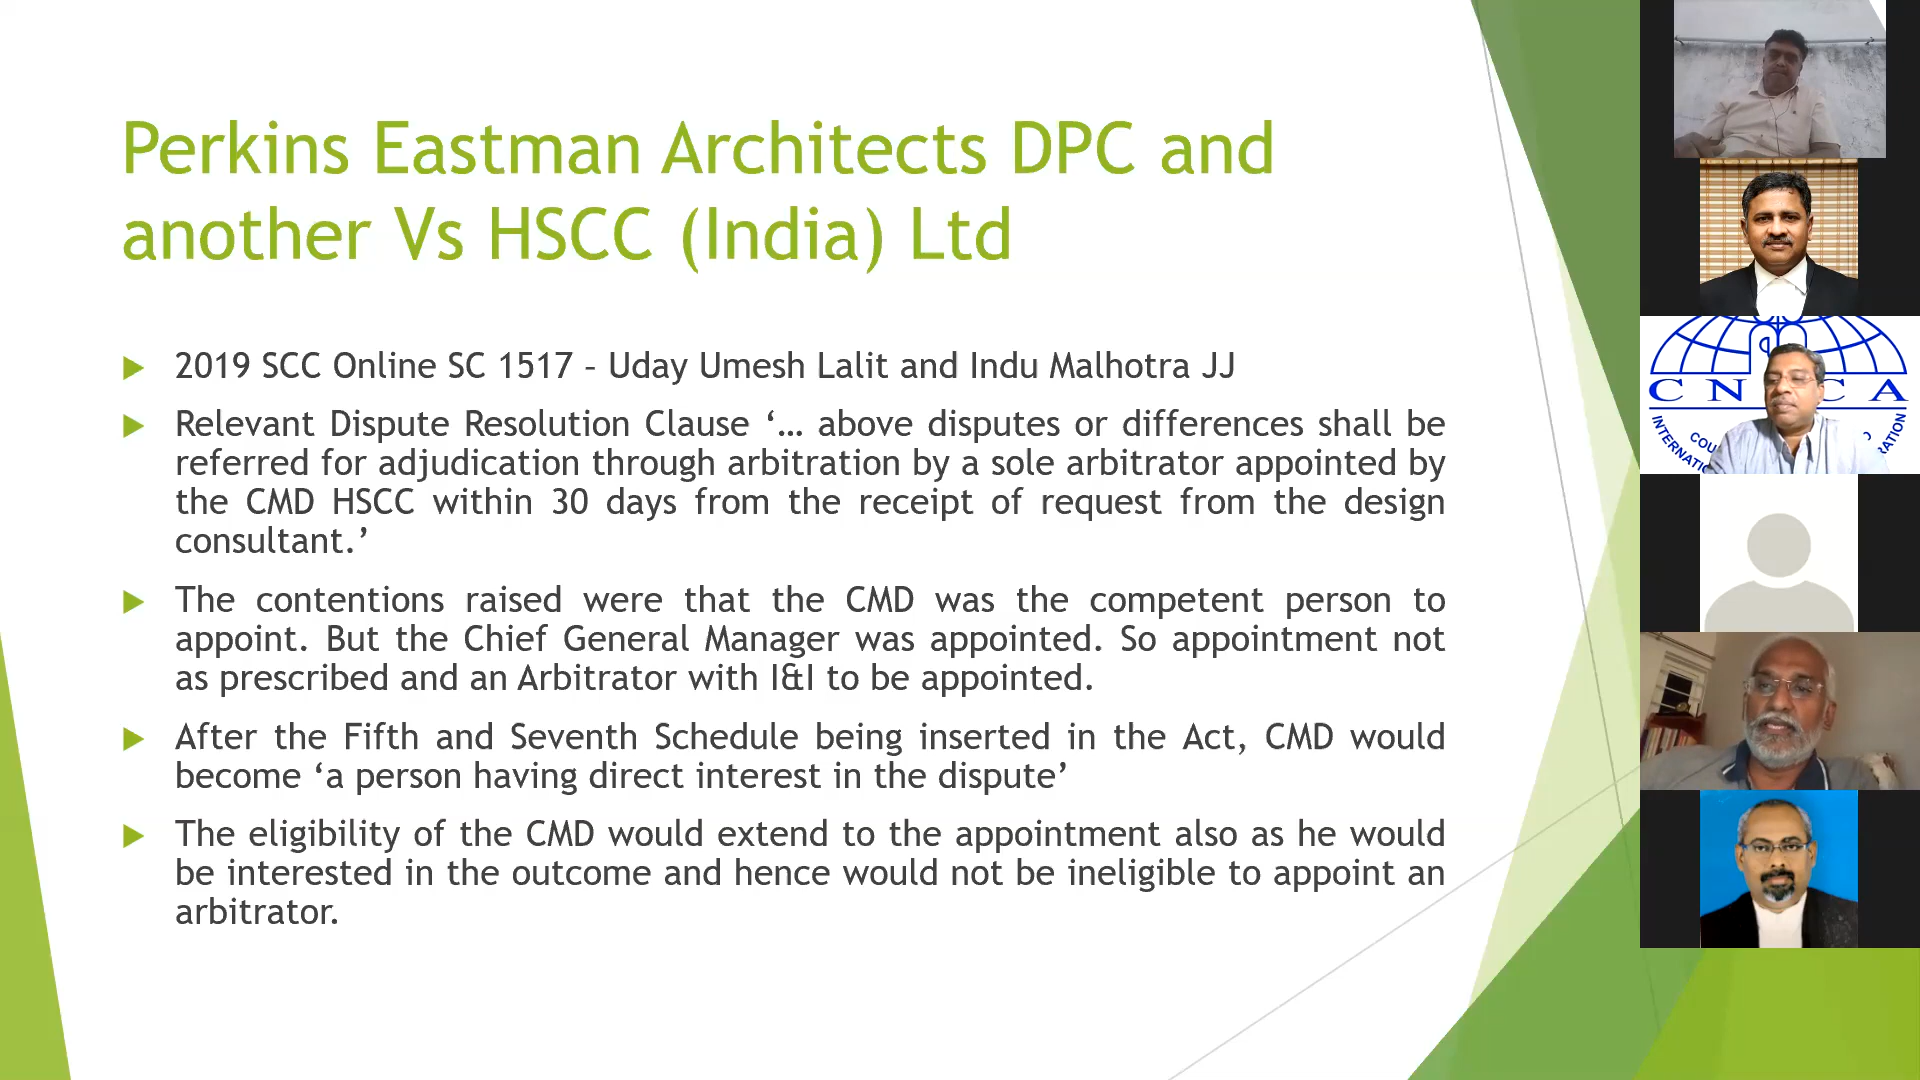 Perkins Eastman Architects DPC and
another Vs HSCC (India) Ltd
2019 SCC Online SC 1517 – Uday Umesh Lalit and Indu Malhotra JJ
Relevant Dispute Resolution Clause ‘… above disputes or differences shall be
referred for adjudication through arbitration by a sole arbitrator appointed by
the CMD HSCC within 30 days from the receipt of request from the design
consultant.’
The contentions raised were that the CMD was the competent person to
appoint. But the Chief General Manager was appointed. So appointment not
as prescribed and an Arbitrator with I&I to be appointed.
After the Fifth and Seventh Schedule being inserted in the Act, CMD would
become ‘a person having direct interest in the dispute’
The eligibility of the CMD would extend to the appointment also as he would
be interested in the outcome and hence would not be ineligible to appoint an
arbitrator.
C N C A